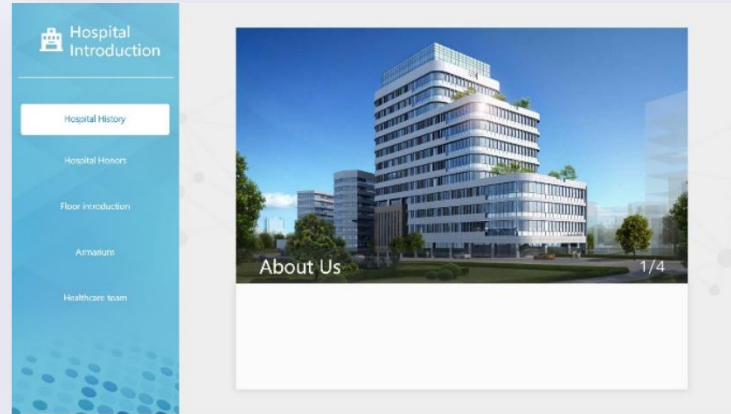 Hospital
Introduction
Hospital History
Hospital Honors
Floor introduction
Armarium
Healthcare team
About Us
1/4